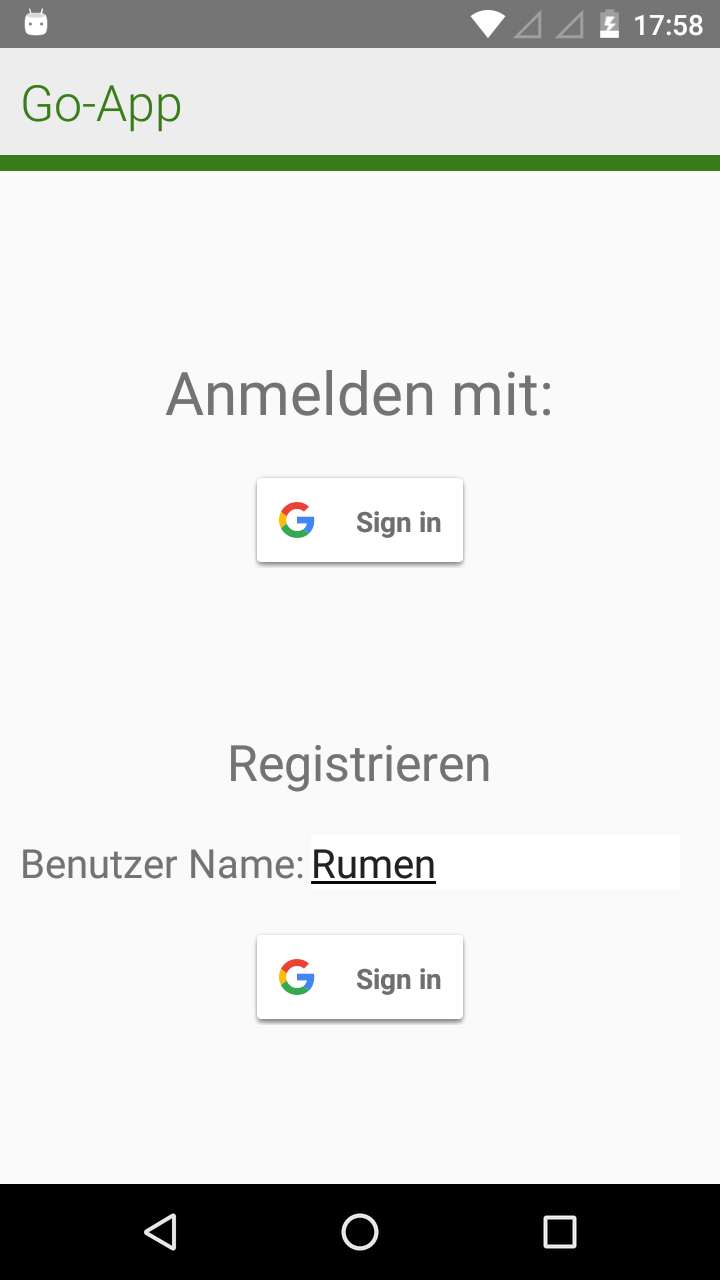 17:58
Go-App
Anmelden mit:
Sign in
Registrieren
Benutzer Name: Rumen
Sign in